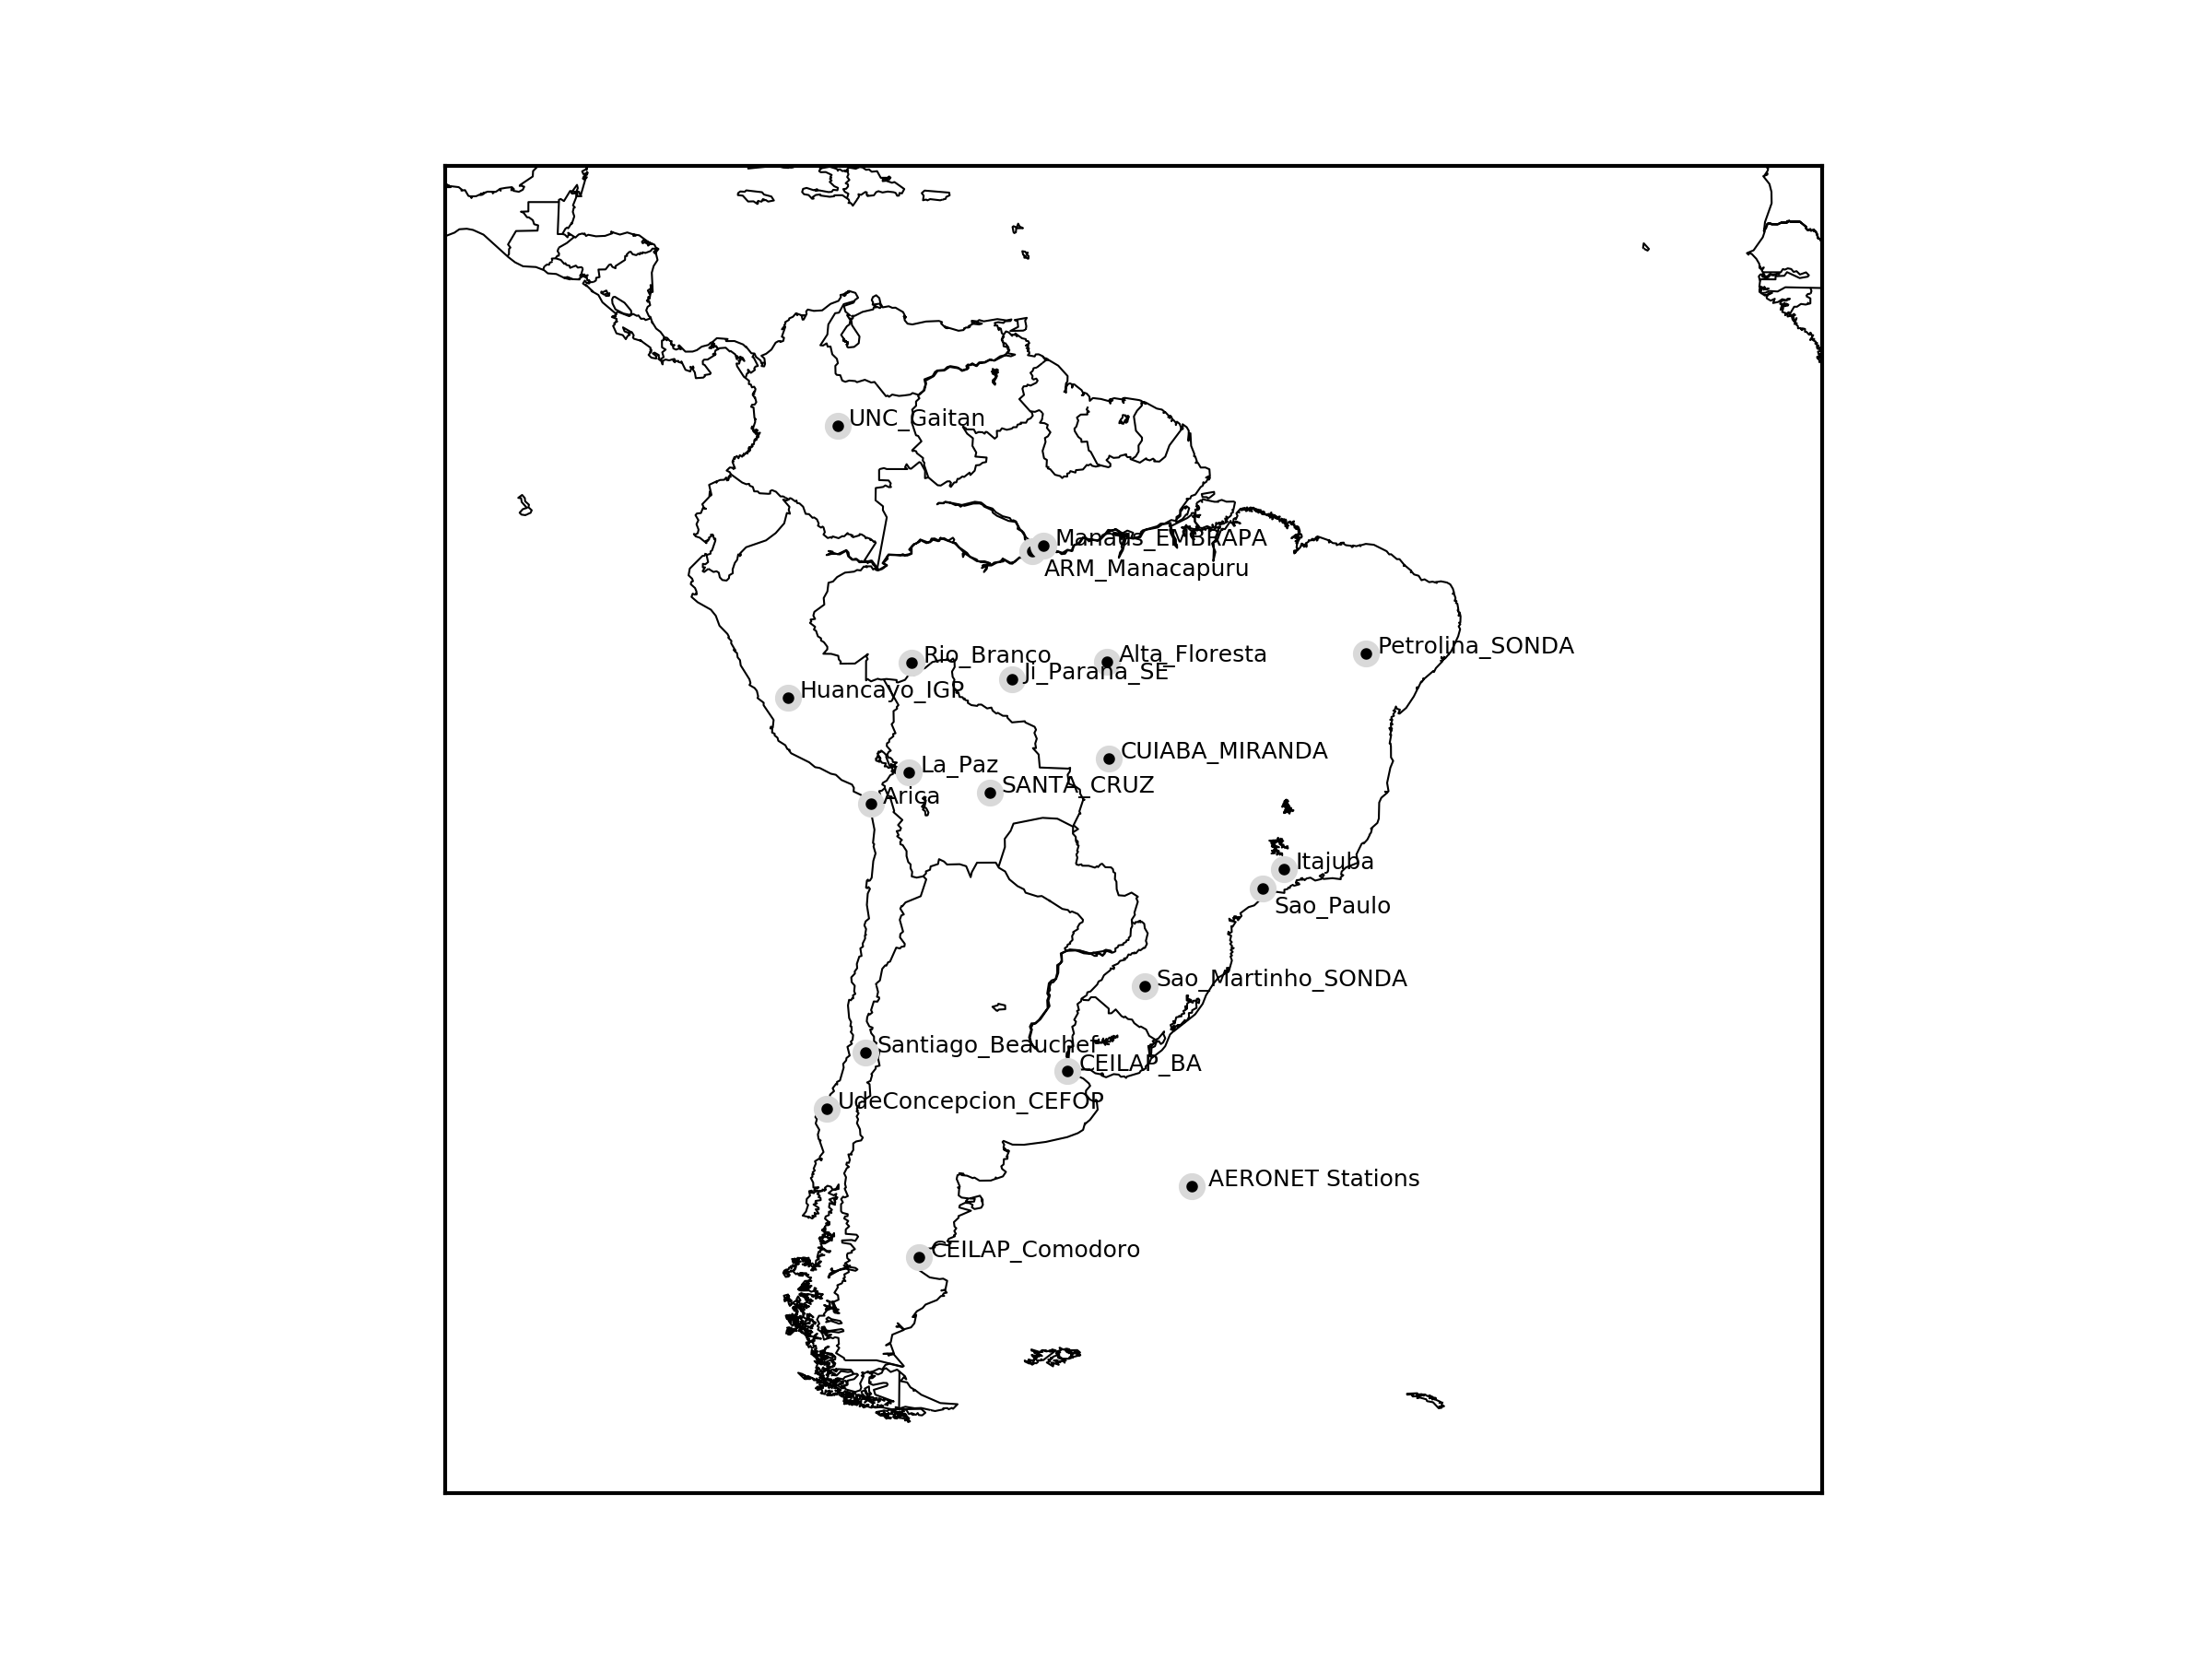 UNC_Gaitan
Manaus_EMBRAPA
ARM_Manacapuru
Petrolina_SONDA
Rio_Branco
Alta_Floresta
Ji_Parana_SE
Huancayo_IGP
CUIABA_MIRANDA
La_Paz
SANTA_CRUZ
Arica
Itajuba
Sao_Paulo
Sao_Martinho_SONDA
Santiago_Beauchef
CEILAP_BA
UdeConcepcion_CEFOP
AERONET Stations
CEILAP_Comodoro